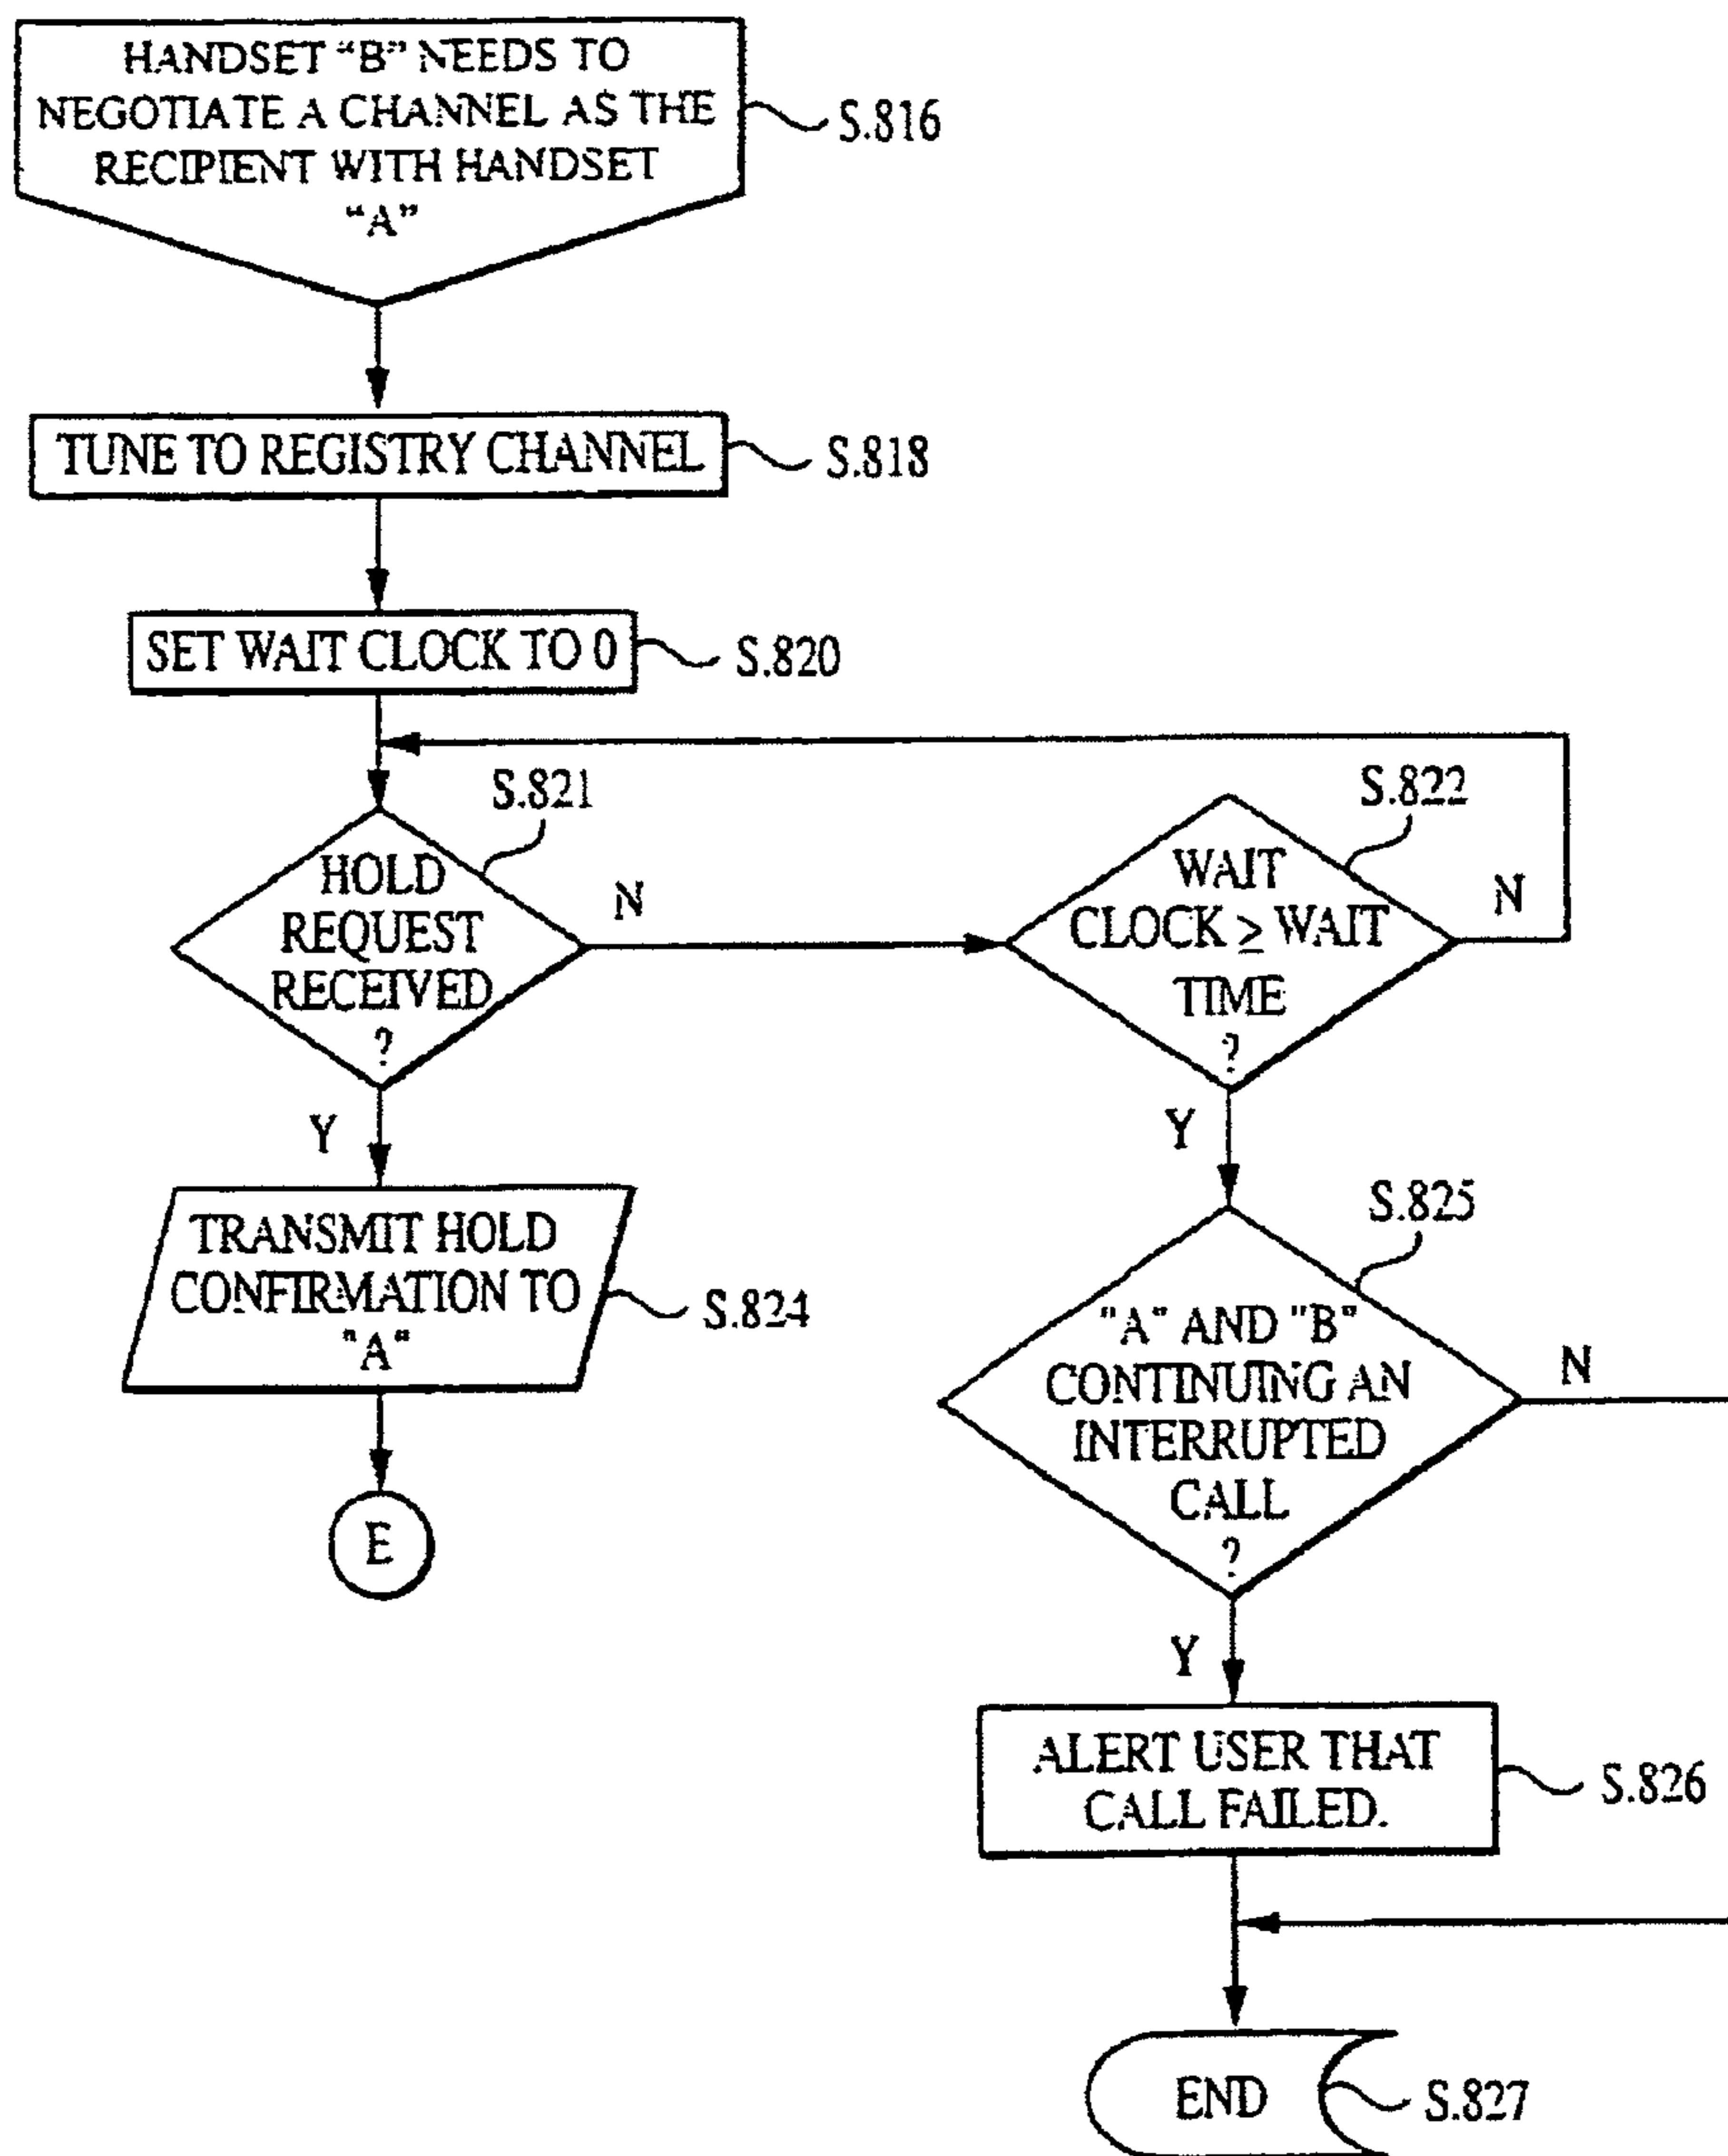 HANDSET “B” NEEDS TO
NEGOTIATE A CHANNEL AS THE
RECIPIENT WITH HANDSET
“A”
S.816
TUNE TO REGISTRY CHANNEL
S.818
SET WAIT CLOCK TO 0
S.820
S.821
HOLD
REQUEST
RECEIVED
?
N
Y
S.822
WAIT
CLOCK ≥ WAIT
TIME
?
N
Y
TRANSMIT HOLD
CONFIRMATION TO
"A"
S.824
E
S.825
"A" AND "B"
CONTINUING AN
INTERRUPTED
CALL
?
N
Y
ALERT USER THAT
CALL FAILED.
S.826
END
S.827